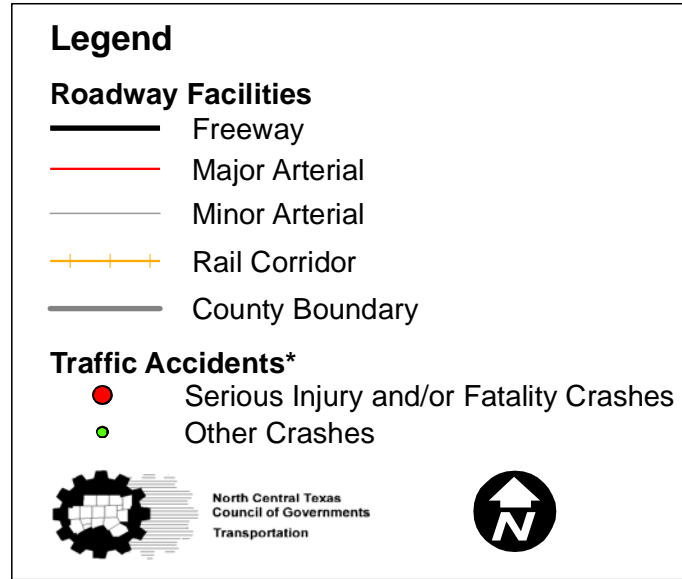 Legend
Roadway Facilities
Freeway
Major Arterial
Minor Arterial
Rail Corridor
County Boundary
Traffic Accidents*
Serious Injury and/or Fatality Crashes
Other Crashes
North Central Texas
Council of Governments
Transportation
N